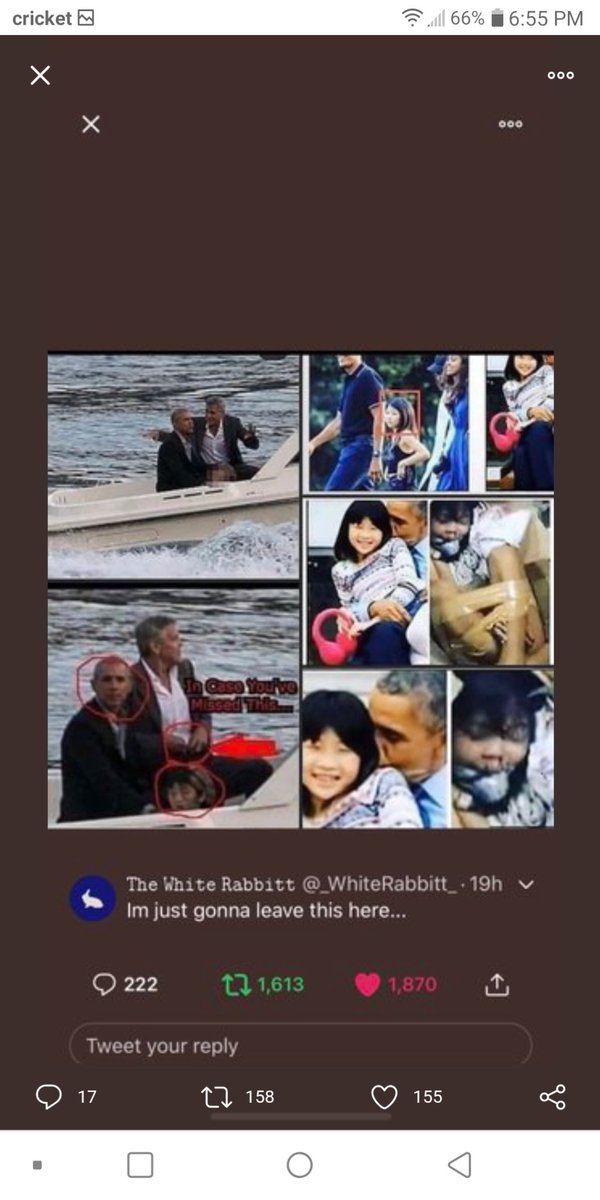 cricket 66% 6:55 PM
In Case You've
Missed This....
The White Rabbitt @_WhiteRabbitt_ · 19h
Im just gonna leave this here...
222 1,613 1,870
Tweet your reply
17 158 155